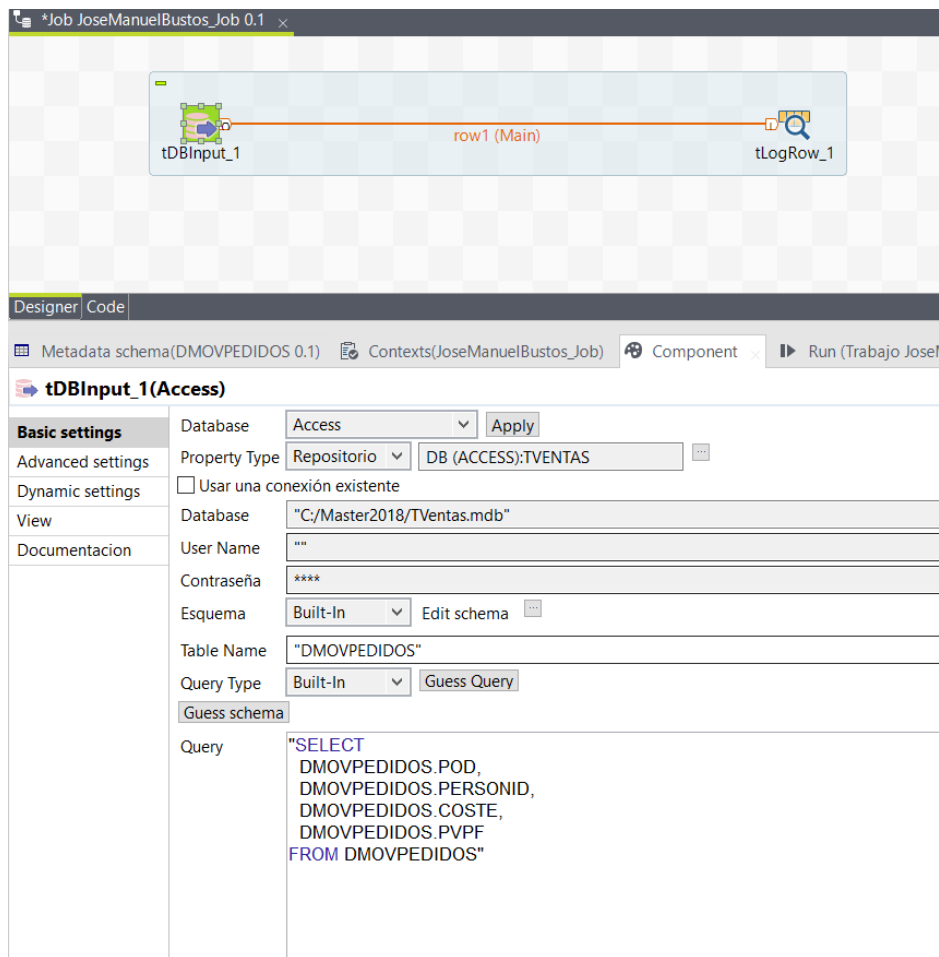 *Job JoseManuelBustos_Job 0.1
row1 (Main)
tDBInput_1
tLogRow_1
Designer Code
Metadata schema(DMOVPEDIDOS 0.1) Contexts(JoseManuelBustos_Job) Component Run (Trabajo Jose
tDBInput_1(Access)
Basic settings
Advanced settings
Dynamic settings
View
Documentacion
Database Access Apply
Property Type Repositorio DB (ACCESS):TVENTAS ...
Usar una conexión existente
Database "C:/Master2018/TVentas.mdb"
User Name ""
Contraseña ****
Esquema Built-In Edit schema ...
Table Name "DMOVPEDIDOS"
Query Type Built-In Guess Query
Guess schema
Query "SELECT
DMOVPEDIDOS.POD,
DMOVPEDIDOS.PERSONID,
DMOVPEDIDOS.COSTE,
DMOVPEDIDOS.PVPF
FROM DMOVPEDIDOS"